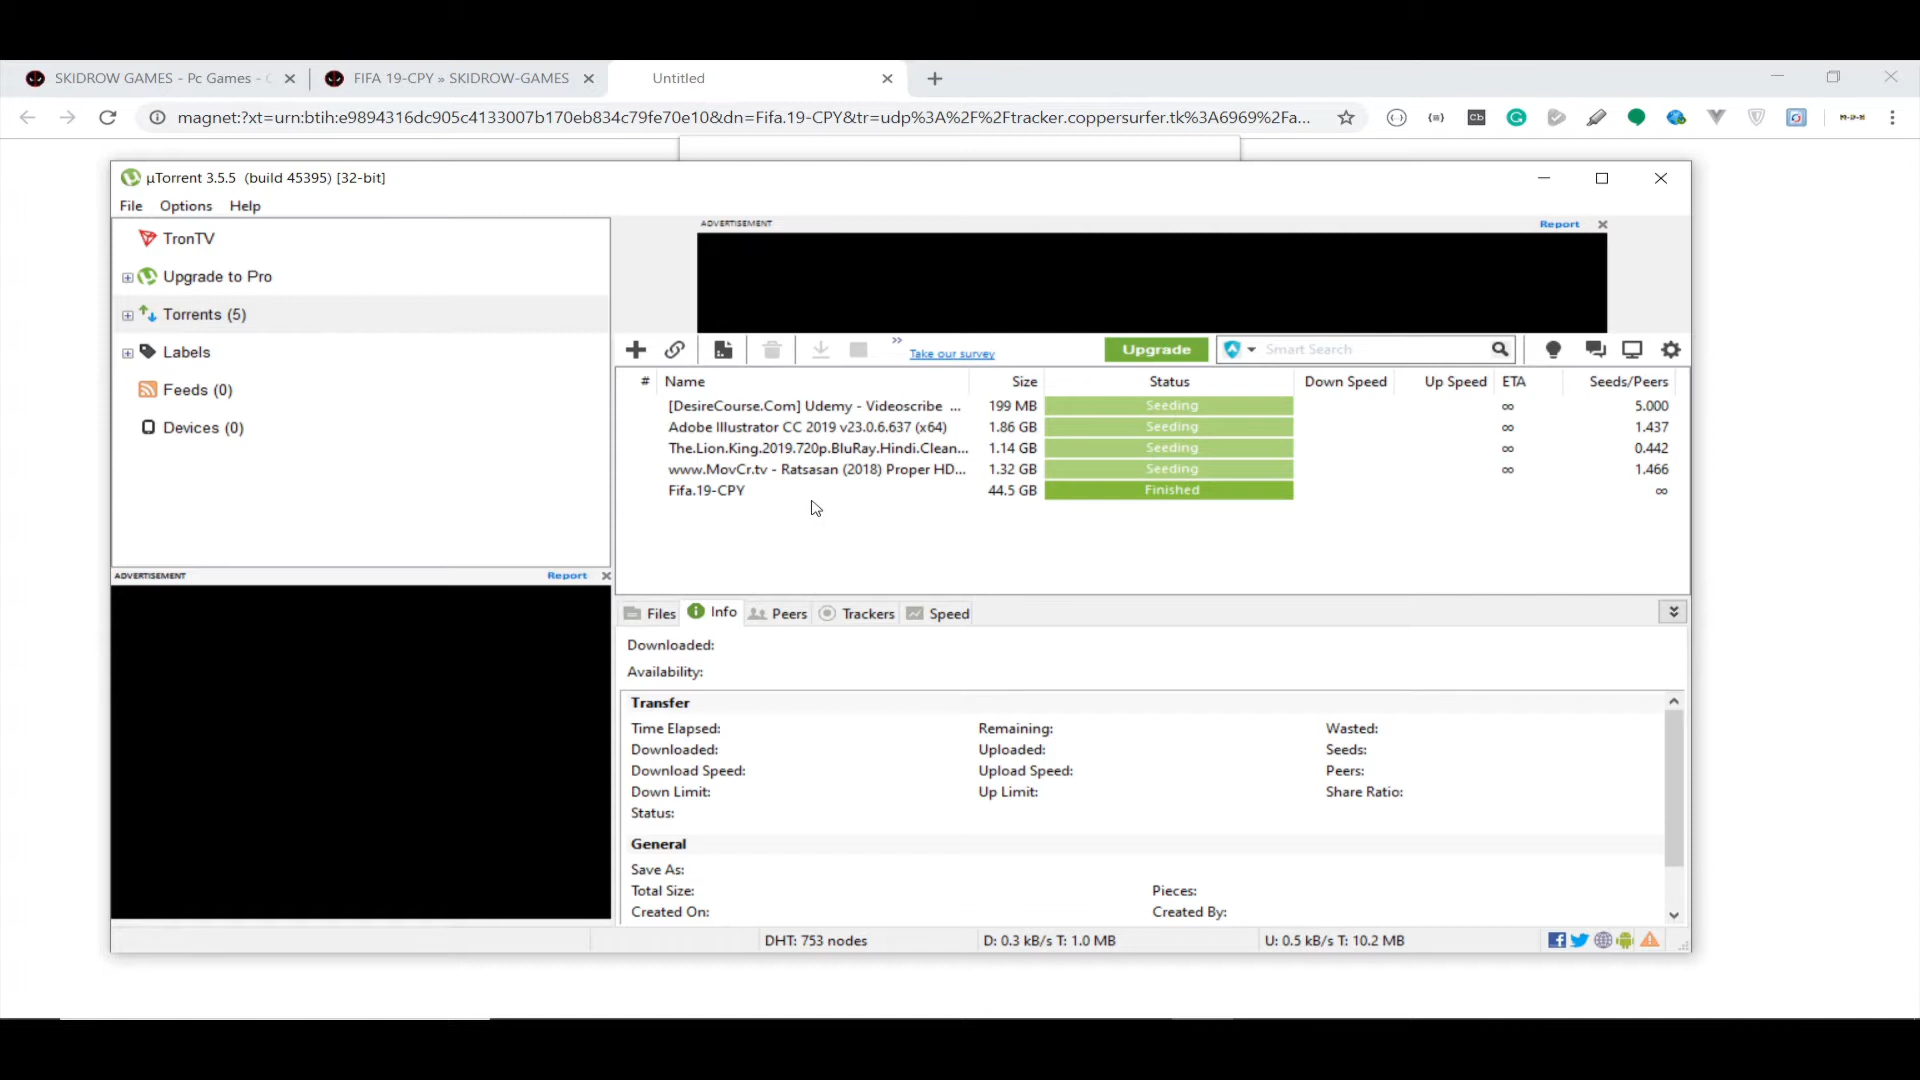 SKIDROW GAMES - Pc Games -
FIFA 19-CPY » SKIDROW-GAMES
Untitled
magnet:?xt=urn:btih:e9894316dc905c4133007b170eb834c79fe70e10&dn=Fifa.19-CPY&tr=udp%3A%2F%2Ftracker.coppersurfer.tk%3A6969%2Fa...
Cb
µTorrent 3.5.5 (build 45395) [32-bit]
File Options Help
TronTV
Upgrade to Pro
Torrents (5)
Labels
Feeds (0)
Devices (0)
ADVERTISEMENT Report
ADVERTISEMENT Report
Take our survey
Upgrade
Smart Search
# Name Size Status Down Speed Up Speed ETA Seeds/Peers
[DesireCourse.Com] Udemy - Videoscribe ... 199 MB Seeding ∞ 5.000
Adobe Illustrator CC 2019 v23.0.6.637 (x64) 1.86 GB Seeding ∞ 1.437
The.Lion.King.2019.720p.BluRay.Hindi.Clean... 1.14 GB Seeding ∞ 0.442
www.MovCr.tv - Ratsasan (2018) Proper HD... 1.32 GB Seeding ∞ 1.466
Fifa.19-CPY 44.5 GB Finished ∞
Files Info Peers Trackers Speed
Downloaded:
Availability:
Transfer
Time Elapsed: Remaining: Wasted:
Downloaded: Uploaded: Seeds:
Download Speed: Upload Speed: Peers:
Down Limit: Up Limit: Share Ratio:
Status:
General
Save As:
Total Size: Pieces:
Created On: Created By:
DHT: 753 nodes D: 0.3 kB/s T: 1.0 MB U: 0.5 kB/s T: 10.2 MB